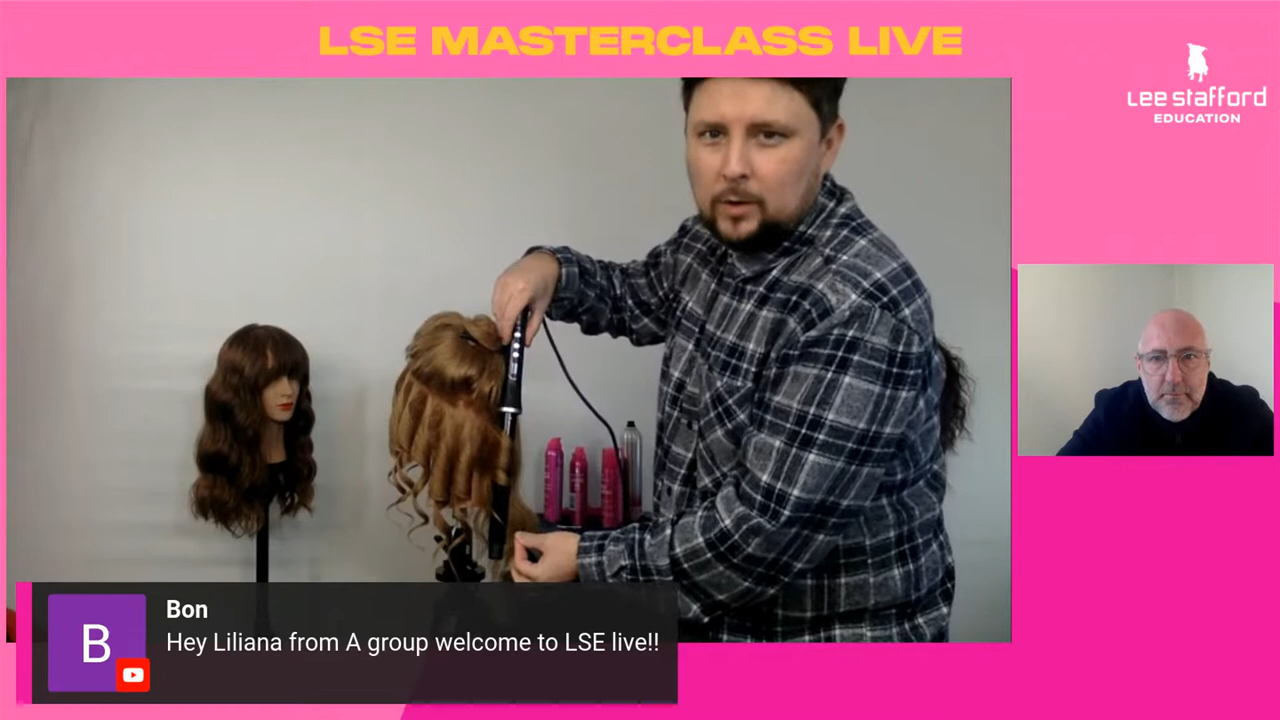 LSE MASTERCLASS LIVE
Lee Stafford
EDUCATION
B
Bon
Hey Liliana from A group welcome to LSE live!!